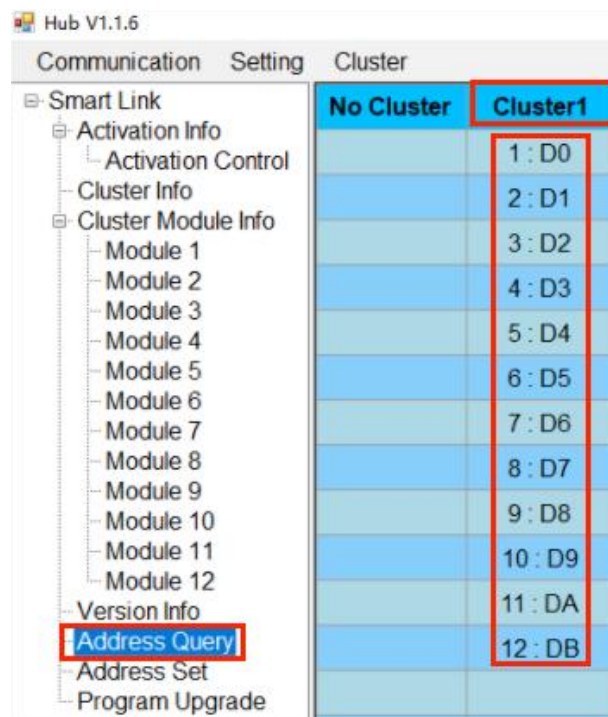 Hub V1.1.6
Communication Setting Cluster
Smart Link
Activation Info
Activation Control
Cluster Info
Cluster Module Info
Module 1
Module 2
Module 3
Module 4
Module 5
Module 6
Module 7
Module 8
Module 9
Module 10
Module 11
Module 12
Version Info
Address Query
Address Set
Program Upgrade
No Cluster Cluster1
1 : D0
2 : D1
3 : D2
4 : D3
5 : D4
6 : D5
7 : D6
8 : D7
9 : D8
10 : D9
11 : DA
12 : DB